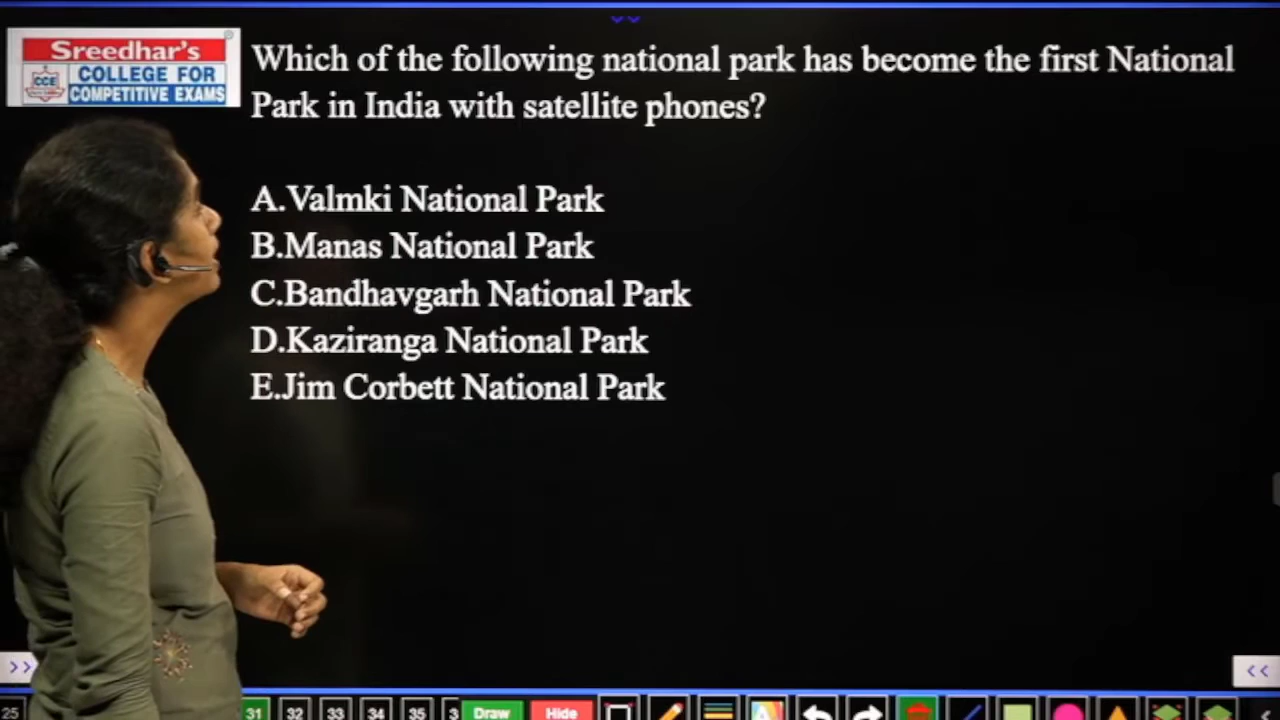 Sreedhar's
CCE
COLLEGE FOR
COMPETITIVE EXAMS
Which of the following national park has become the first National
Park in India with satellite phones?
A.Valmki National Park
B.Manas National Park
C.Bandhavgarh National Park
D.Kaziranga National Park
E.Jim Corbett National Park
>> <<
25 31 32 33 34 35 3 Draw Hide